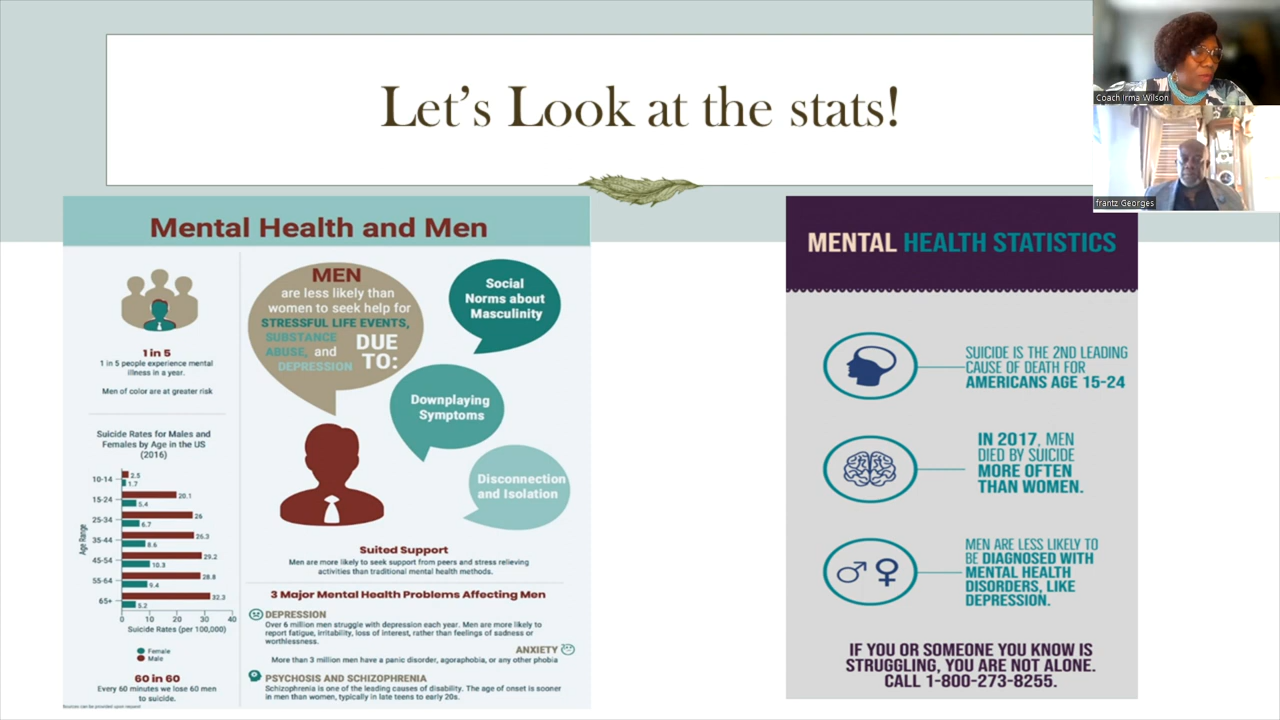 Let's Look at the stats!
Coach Irma Wilson
frantz Georges
Mental Health and Men
1 in 5
1 in 5 people experience mental
illness in a year.
Men of color are at greater risk
Suicide Rates for Males and
Females by Age in the US
(2016)
Age Range
10-14
2.5
1.7
15-24
20.1
5.4
25-34
26
6.7
35-44
26.3
8.6
45-54
29.2
10.3
55-64
28.8
9.4
65+
32.3
5.2
0 10 20 30 40
Suicide Rates (per 100,000)
Female
Male
60 in 60
Every 60 minutes we lose 60 men
to suicide.
Sources can be provided upon request
MEN
are less likely than
women to seek help for
STRESSFUL LIFE EVENTS,
SUBSTANCE
ABUSE, and
DEPRESSION
DUE
TO:
Social
Norms about
Masculinity
Downplaying
Symptoms
Disconnection
and Isolation
Suited Support
Men are more likely to seek support from peers and stress relieving
activities than traditional mental health methods.
3 Major Mental Health Problems Affecting Men
DEPRESSION
Over 6 million men struggle with depression each year. Men are more likely to
report fatigue, irritability, loss of interest, rather than feelings of sadness or
worthlessness.
ANXIETY
More than 3 million men have a panic disorder, agoraphobia, or any other phobia
PSYCHOSIS AND SCHIZOPHRENIA
Schizophrenia is one of the leading causes of disability. The age of onset is sooner
in men than women, typically in late teens to early 20s.
MENTAL HEALTH STATISTICS
SUICIDE IS THE 2ND LEADING
CAUSE OF DEATH FOR
AMERICANS AGE 15-24
IN 2017, MEN
DIED BY SUICIDE
MORE OFTEN
THAN WOMEN.
MEN ARE LESS LIKELY TO
BE DIAGNOSED WITH
MENTAL HEALTH
DISORDERS, LIKE
DEPRESSION.
IF YOU OR SOMEONE YOU KNOW IS
STRUGGLING, YOU ARE NOT ALONE.
CALL 1-800-273-8255.